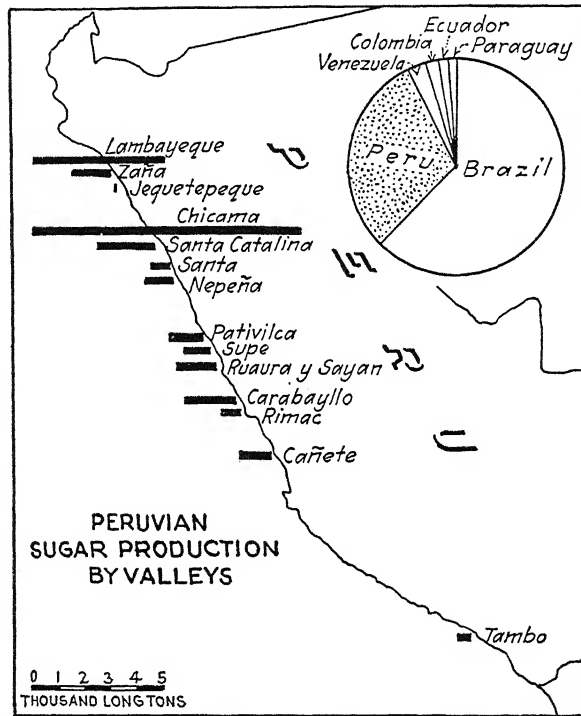 Ecuador
Colombia
Paraguay
Venezuela
Peru
Brazil
Lambayeque
Zaña
Jequetepeque
Chicama
Santa Catalina
Santa
Nepeña
Pativilca
Supe
Ruaura y Sayan
Carabayllo
Rimac
Cañete
PERUVIAN
SUGAR PRODUCTION
BY VALLEYS
Tambo
0 1 2 3 4 5
THOUSAND LONG TONS